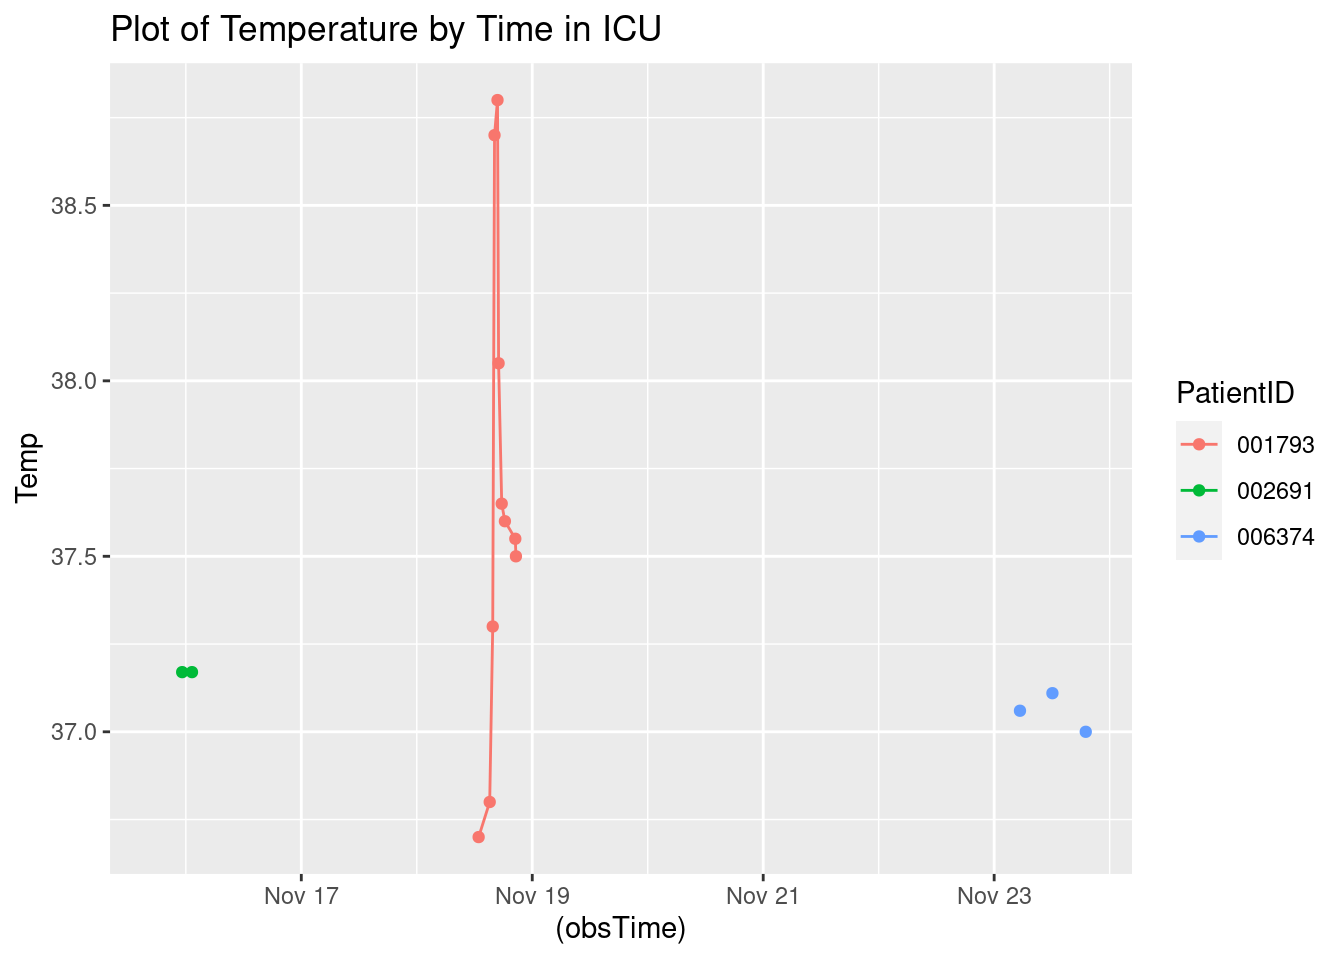 Plot of Temperature by Time in ICU
38.5
38.0
37.5
37.0
Temp
Nov 17 Nov 19 Nov 21 Nov 23
(obsTime)
PatientID
001793
002691
006374